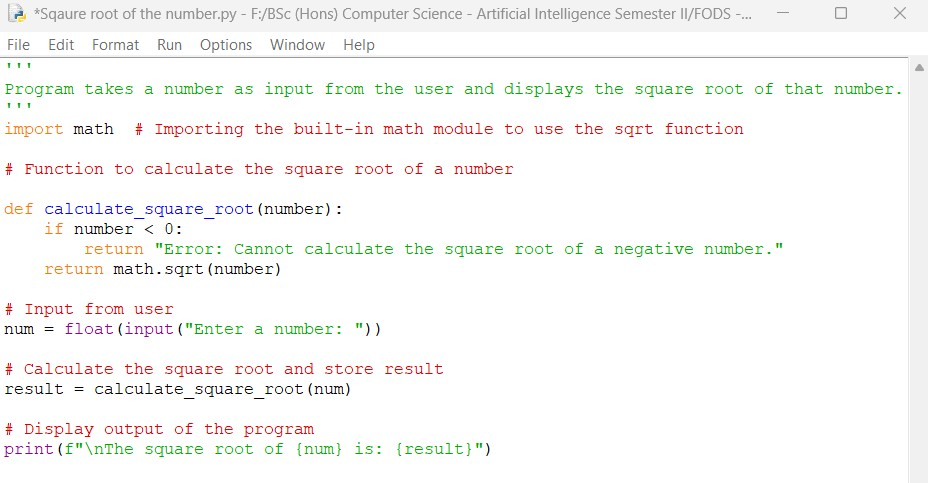 *Sqaure root of the number.py - F:/BSc (Hons) Computer Science - Artificial Intelligence Semester II/FODS -...
File Edit Format Run Options Window Help
'''
Program takes a number as input from the user and displays the square root of that number.
'''
import math  # Importing the built-in math module to use the sqrt function

# Function to calculate the square root of a number

def calculate_square_root(number):
    if number < 0:
        return "Error: Cannot calculate the square root of a negative number."
    return math.sqrt(number)

# Input from user
num = float(input("Enter a number: "))

# Calculate the square root and store result
result = calculate_square_root(num)

# Display output of the program
print(f"\nThe square root of {num} is: {result}")